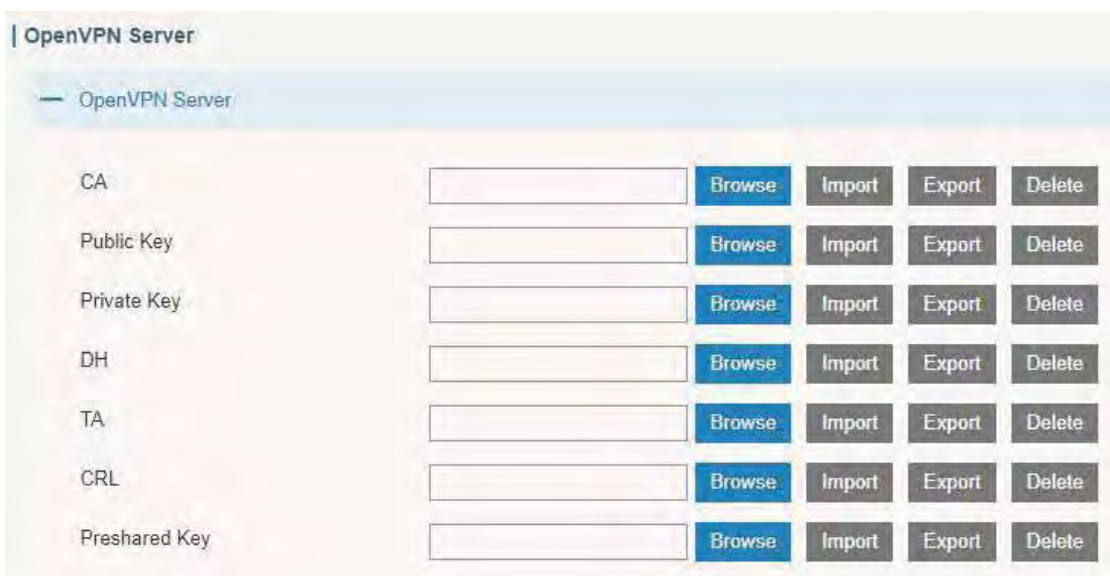 OpenVPN Server
OpenVPN Server
CA Browse Import Export Delete
Public Key Browse Import Export Delete
Private Key Browse Import Export Delete
DH Browse Import Export Delete
TA Browse Import Export Delete
CRL Browse Import Export Delete
Preshared Key Browse Import Export Delete